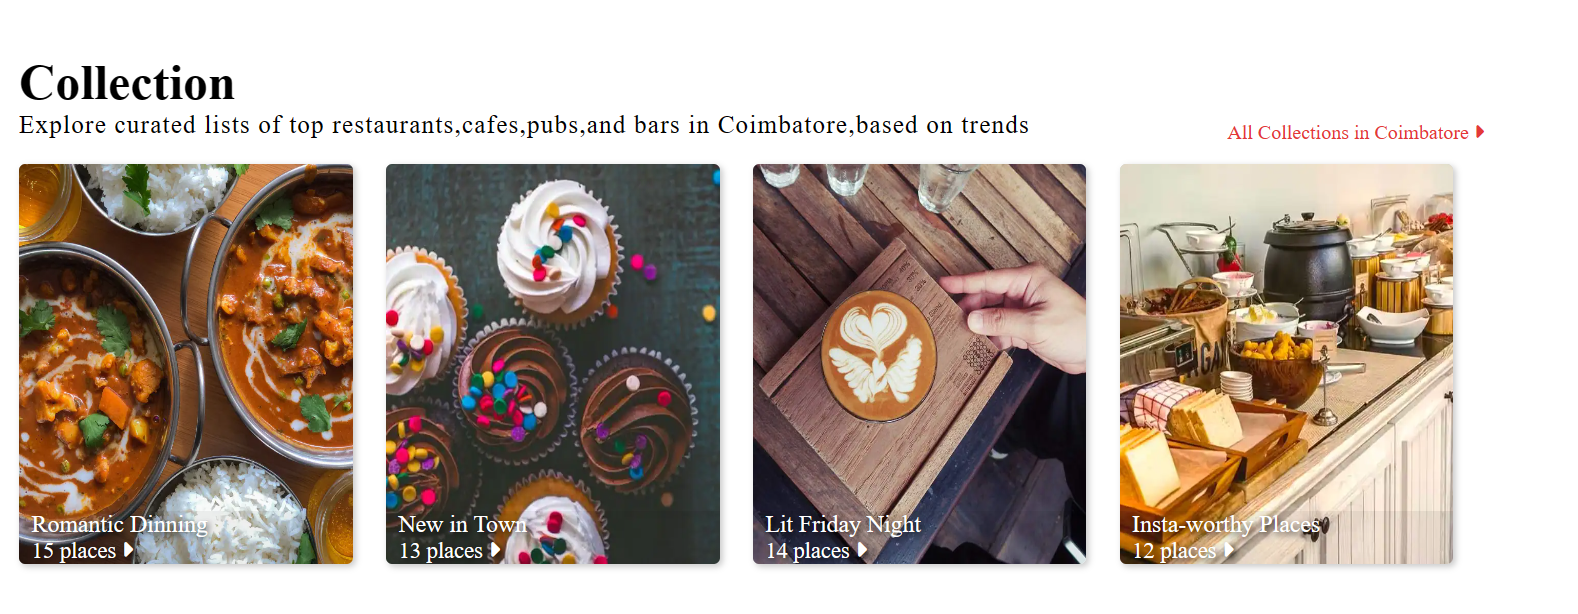 Collection
Explore curated lists of top restaurants,cafes,pubs,and bars in Coimbatore,based on trends
All Collections in Coimbatore
Romantic Dinning
15 places
New in Town
13 places
Lit Friday Night
14 places
Insta-worthy Places
12 places